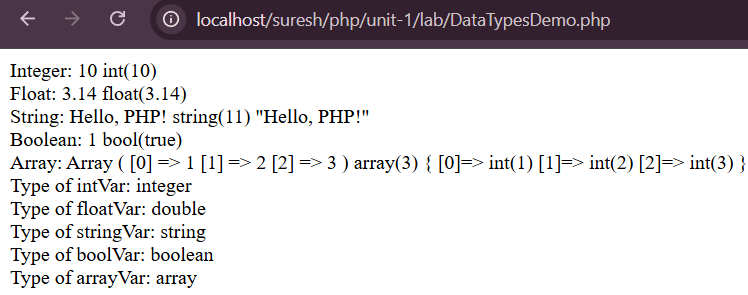 localhost/suresh/php/unit-1/lab/DataTypesDemo.php
Integer: 10 int(10)
Float: 3.14 float(3.14)
String: Hello, PHP! string(11) "Hello, PHP!"
Boolean: 1 bool(true)
Array: Array ( [0] => 1 [1] => 2 [2] => 3 ) array(3) { [0]=> int(1) [1]=> int(2) [2]=> int(3) }
Type of intVar: integer
Type of floatVar: double
Type of stringVar: string
Type of boolVar: boolean
Type of arrayVar: array